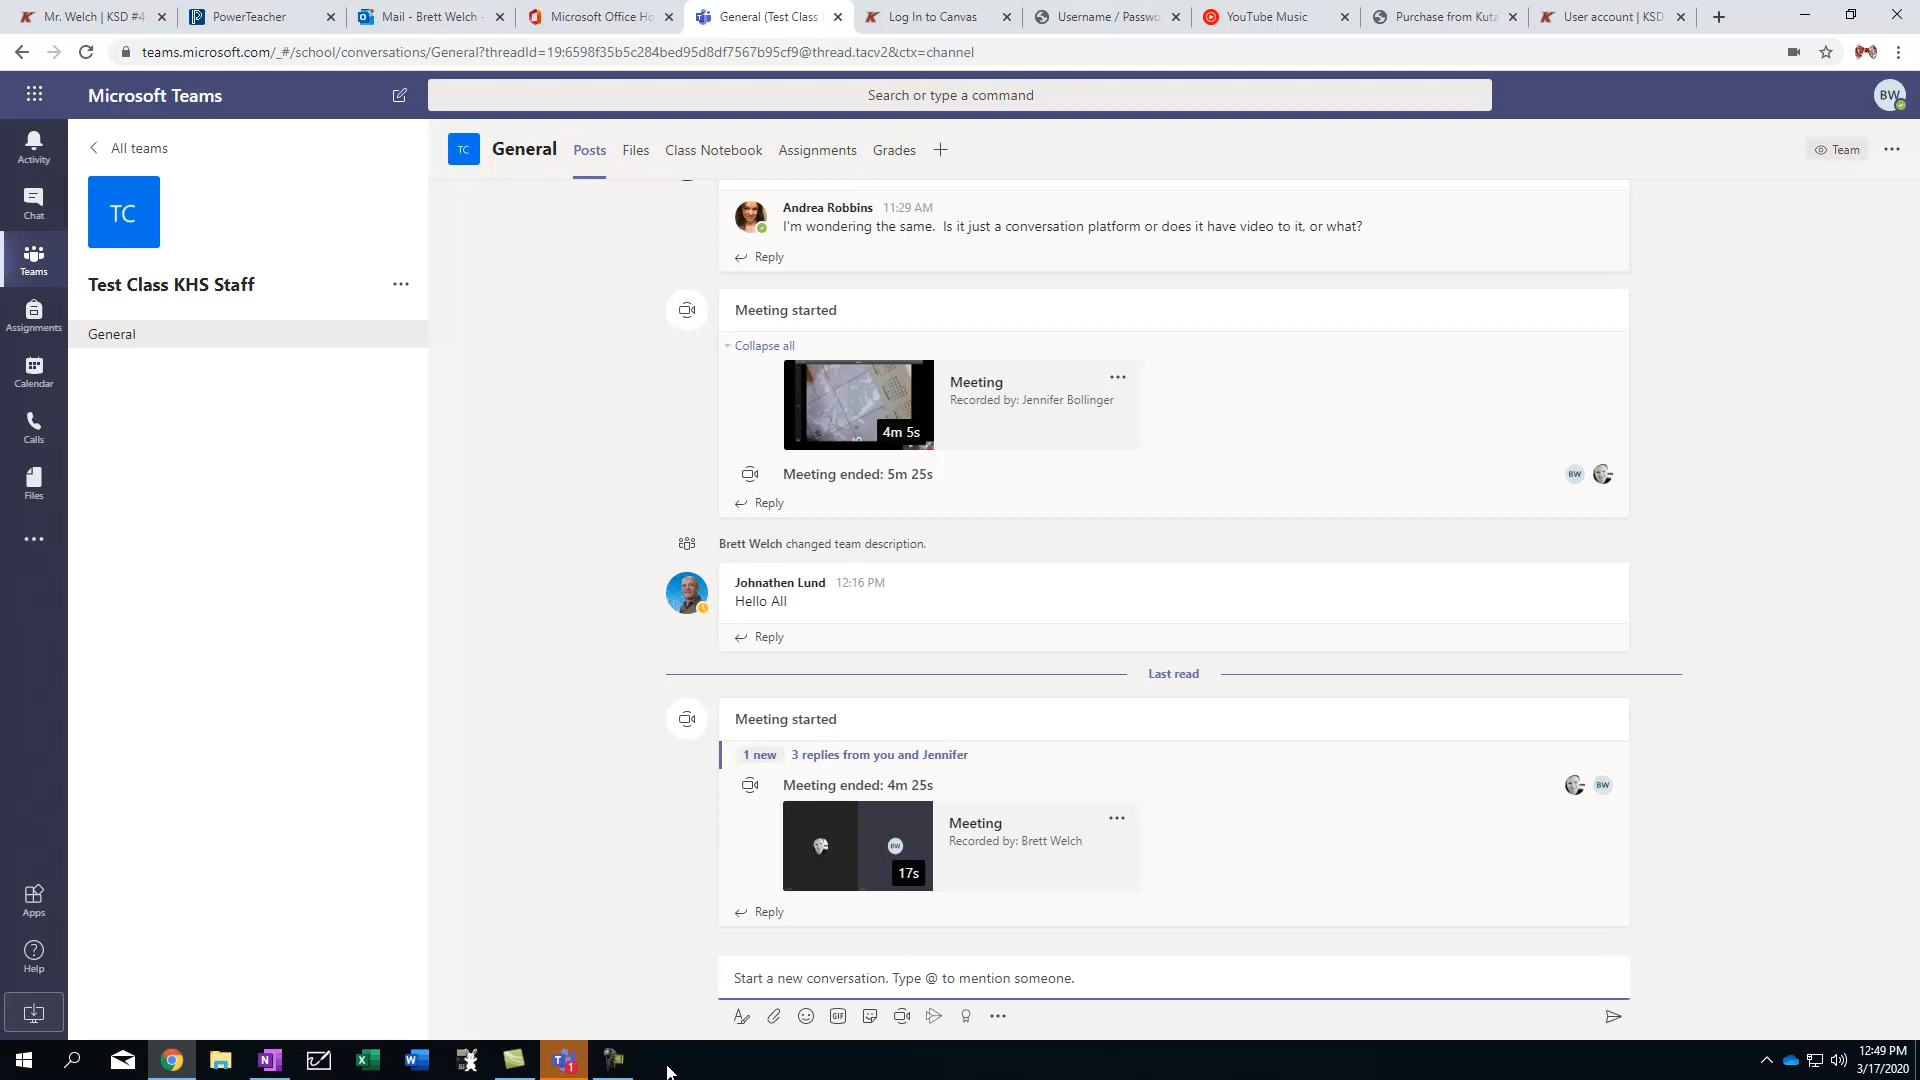 Mr. Welch | KSD #4
PowerTeacher
Mail - Brett Welch -
Microsoft Office Ho
General (Test Class
Log In to Canvas
Username / Passwo
YouTube Music
Purchase from Kuta
User account | KSD
teams.microsoft.com/_#/school/conversations/General?threadId=19:6598f35b5c284bed95d8df7567b95cf9@thread.tacv2&ctx=channel
Microsoft Teams
Search or type a command
BW
Activity
Chat
Teams
Assignments
Calendar
Calls
Files
Apps
Help
All teams
TC
Test Class KHS Staff
General
TC
General
Posts
Files
Class Notebook
Assignments
Grades
Team
Andrea Robbins 11:29 AM
I'm wondering the same.  Is it just a conversation platform or does it have video to it, or what?
Reply
Meeting started
Collapse all
4m 5s
Meeting
Recorded by: Jennifer Bollinger
Meeting ended: 5m 25s
BW
Reply
Brett Welch changed team description.
Johnathen Lund 12:16 PM
Hello All
Reply
Last read
Meeting started
1 new 3 replies from you and Jennifer
Meeting ended: 4m 25s
BW
BW
17s
Meeting
Recorded by: Brett Welch
Reply
Start a new conversation. Type @ to mention someone.
GIF
12:49 PM
3/17/2020